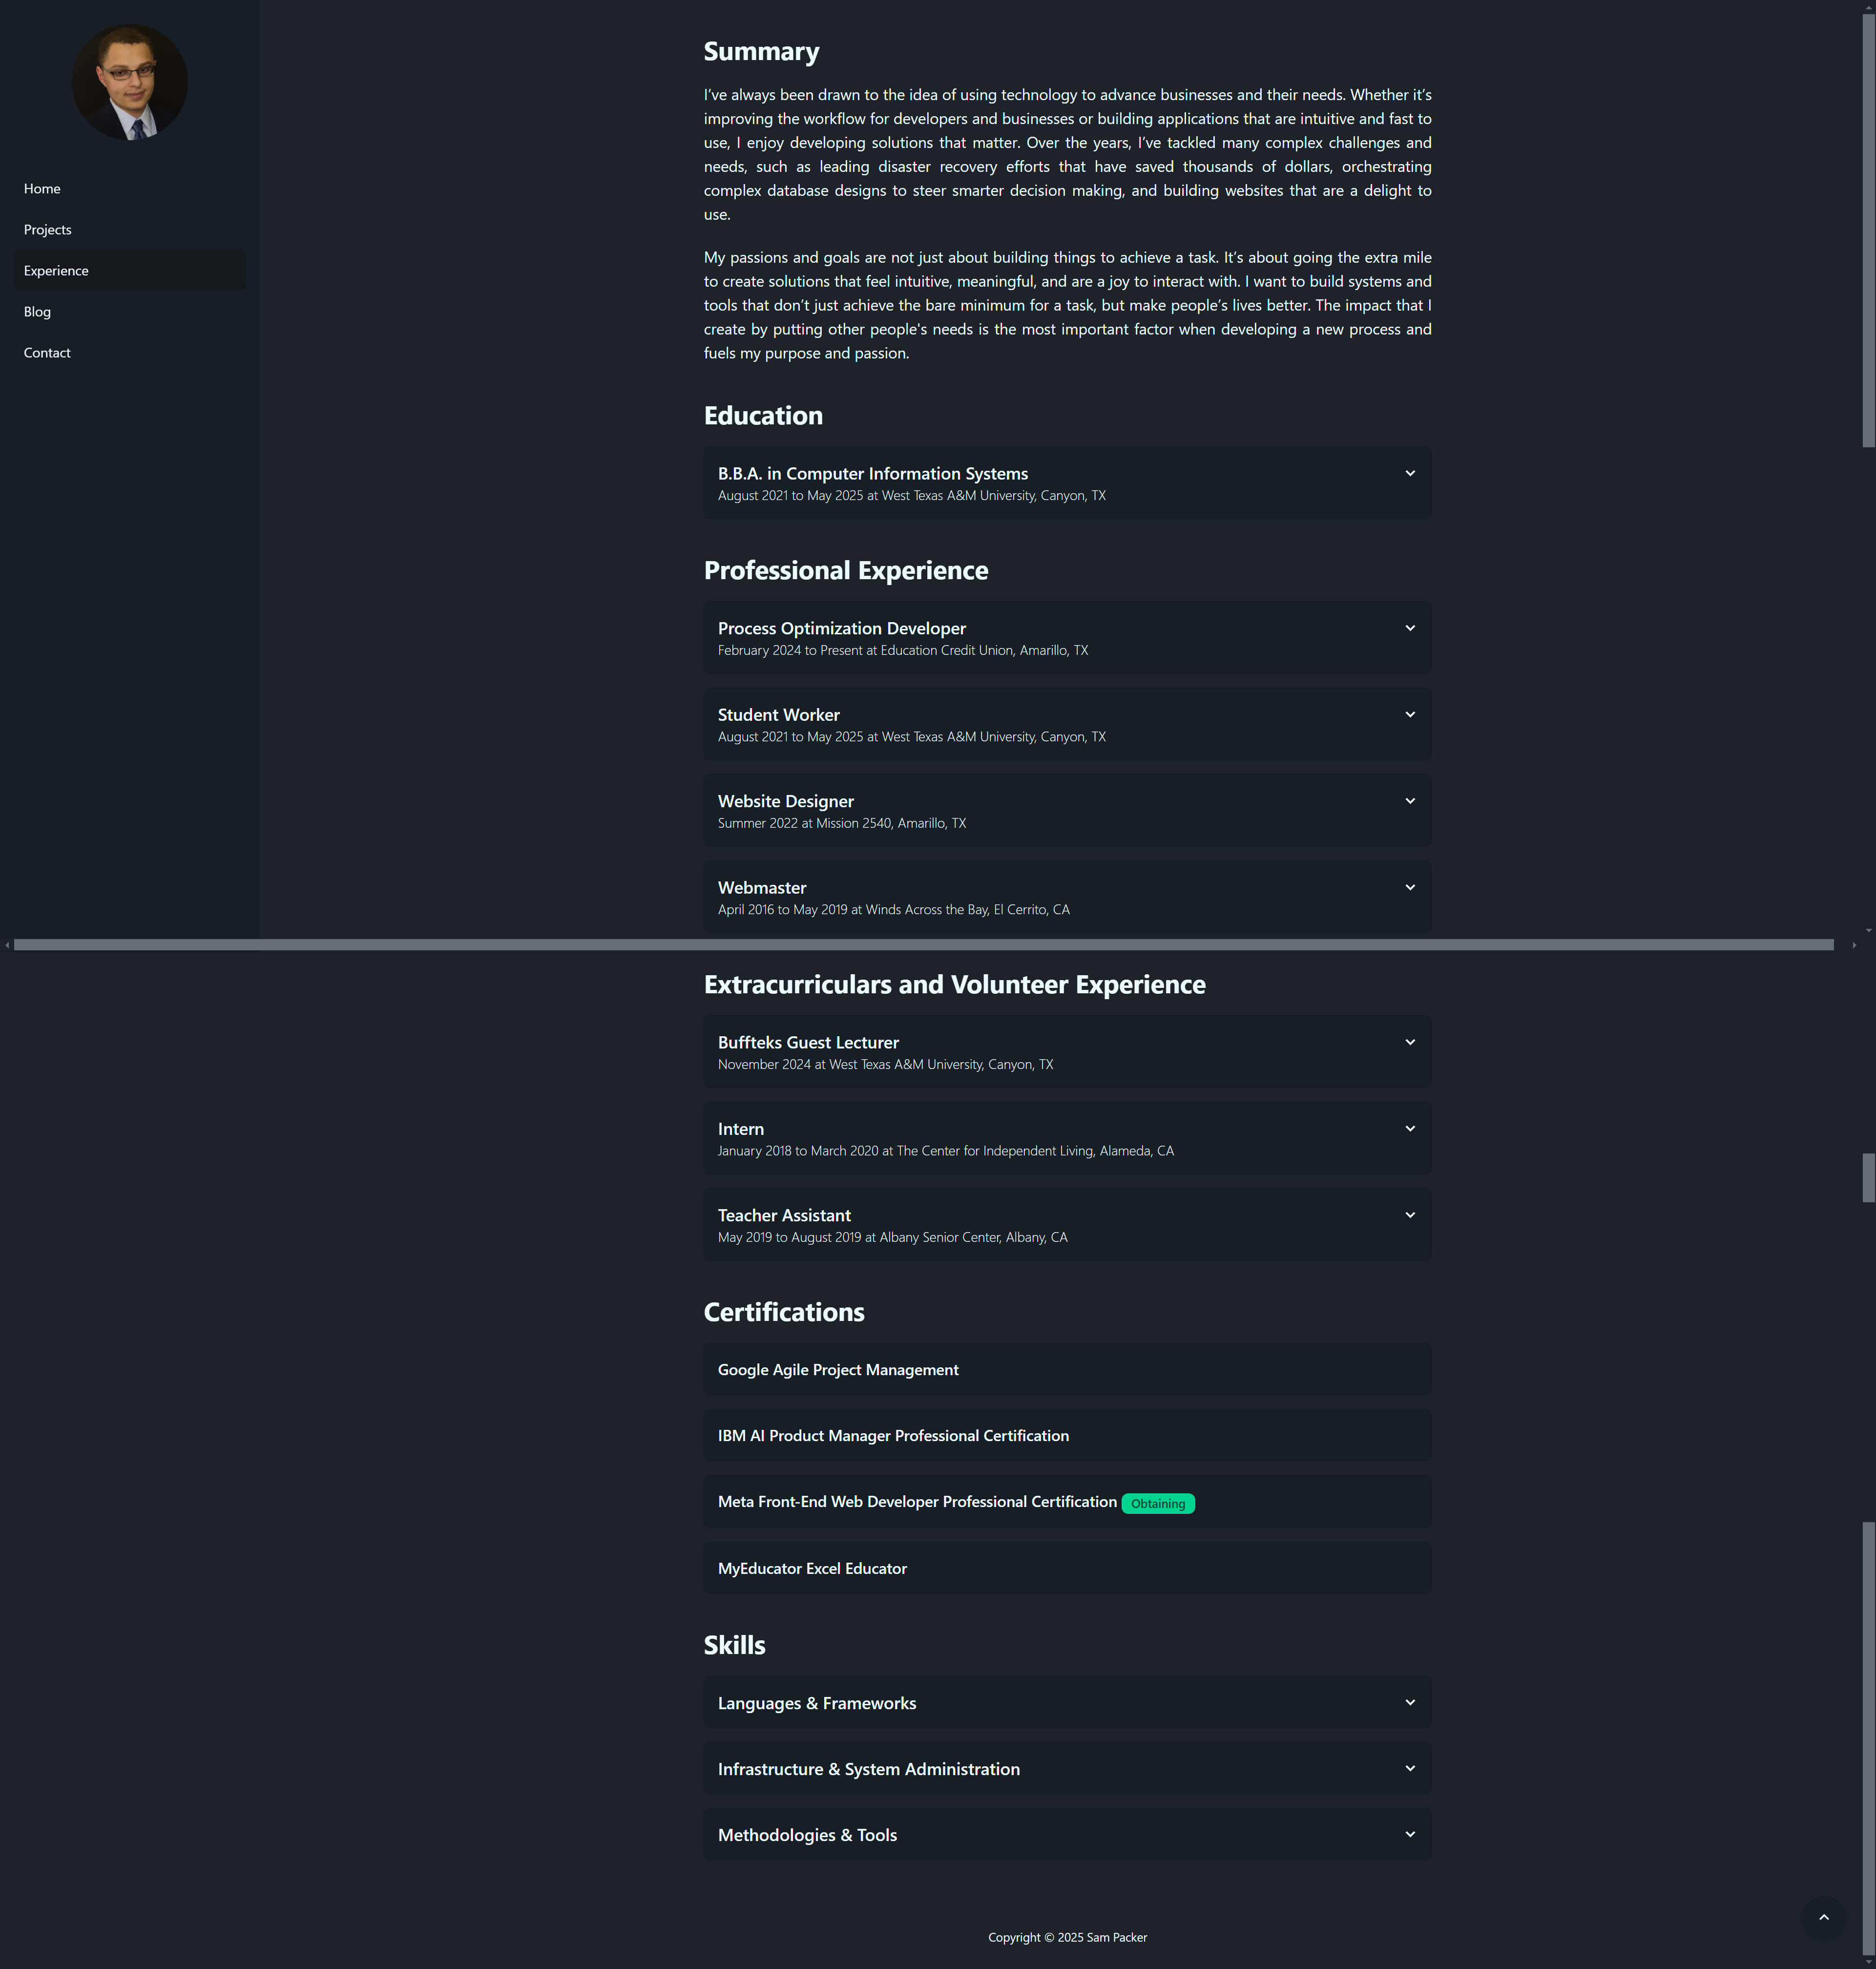 Home
Projects
Experience
Blog
Contact
Summary
I’ve always been drawn to the idea of using technology to advance businesses and their needs. Whether it’s
improving the workflow for developers and businesses or building applications that are intuitive and fast to
use, I enjoy developing solutions that matter. Over the years, I’ve tackled many complex challenges and
needs, such as leading disaster recovery efforts that have saved thousands of dollars, orchestrating
complex database designs to steer smarter decision making, and building websites that are a delight to
use.
My passions and goals are not just about building things to achieve a task. It’s about going the extra mile
to create solutions that feel intuitive, meaningful, and are a joy to interact with. I want to build systems and
tools that don’t just achieve the bare minimum for a task, but make people’s lives better. The impact that I
create by putting other people's needs is the most important factor when developing a new process and
fuels my purpose and passion.
Education
B.B.A. in Computer Information Systems
August 2021 to May 2025 at West Texas A&M University, Canyon, TX
Professional Experience
Process Optimization Developer
February 2024 to Present at Education Credit Union, Amarillo, TX
Student Worker
August 2021 to May 2025 at West Texas A&M University, Canyon, TX
Website Designer
Summer 2022 at Mission 2540, Amarillo, TX
Webmaster
April 2016 to May 2019 at Winds Across the Bay, El Cerrito, CA
Extracurriculars and Volunteer Experience
Buffteks Guest Lecturer
November 2024 at West Texas A&M University, Canyon, TX
Intern
January 2018 to March 2020 at The Center for Independent Living, Alameda, CA
Teacher Assistant
May 2019 to August 2019 at Albany Senior Center, Albany, CA
Certifications
Google Agile Project Management
IBM AI Product Manager Professional Certification
Meta Front-End Web Developer Professional Certification Obtaining
MyEducator Excel Educator
Skills
Languages & Frameworks
Infrastructure & System Administration
Methodologies & Tools
Copyright © 2025 Sam Packer